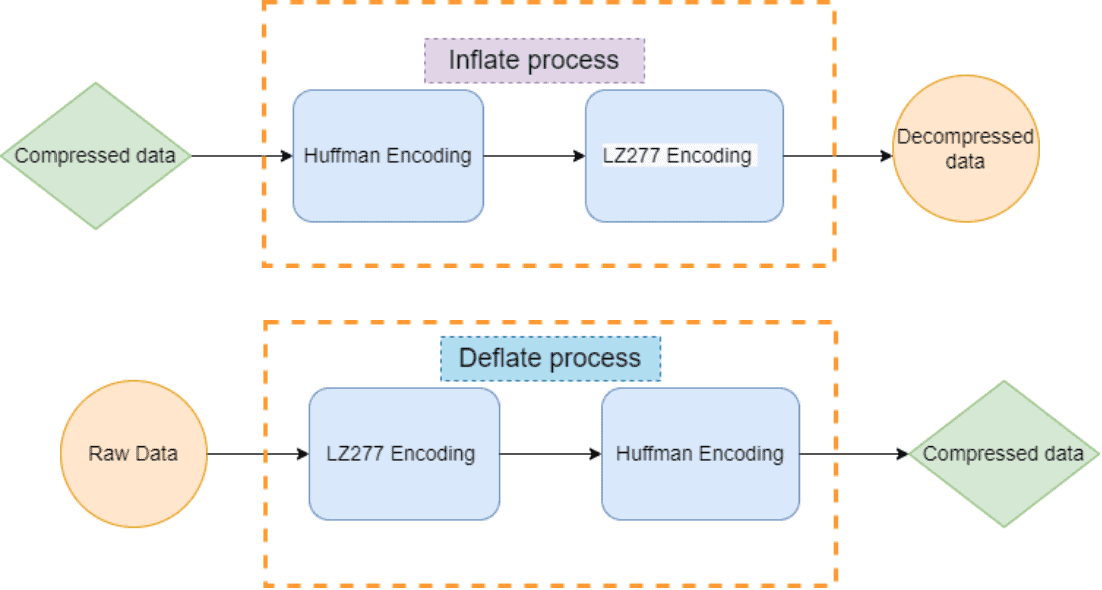 Inflate process
Compressed data
Huffman Encoding
LZ277 Encoding
Decompressed
data
Deflate process
Raw Data
LZ277 Encoding
Huffman Encoding
Compressed data